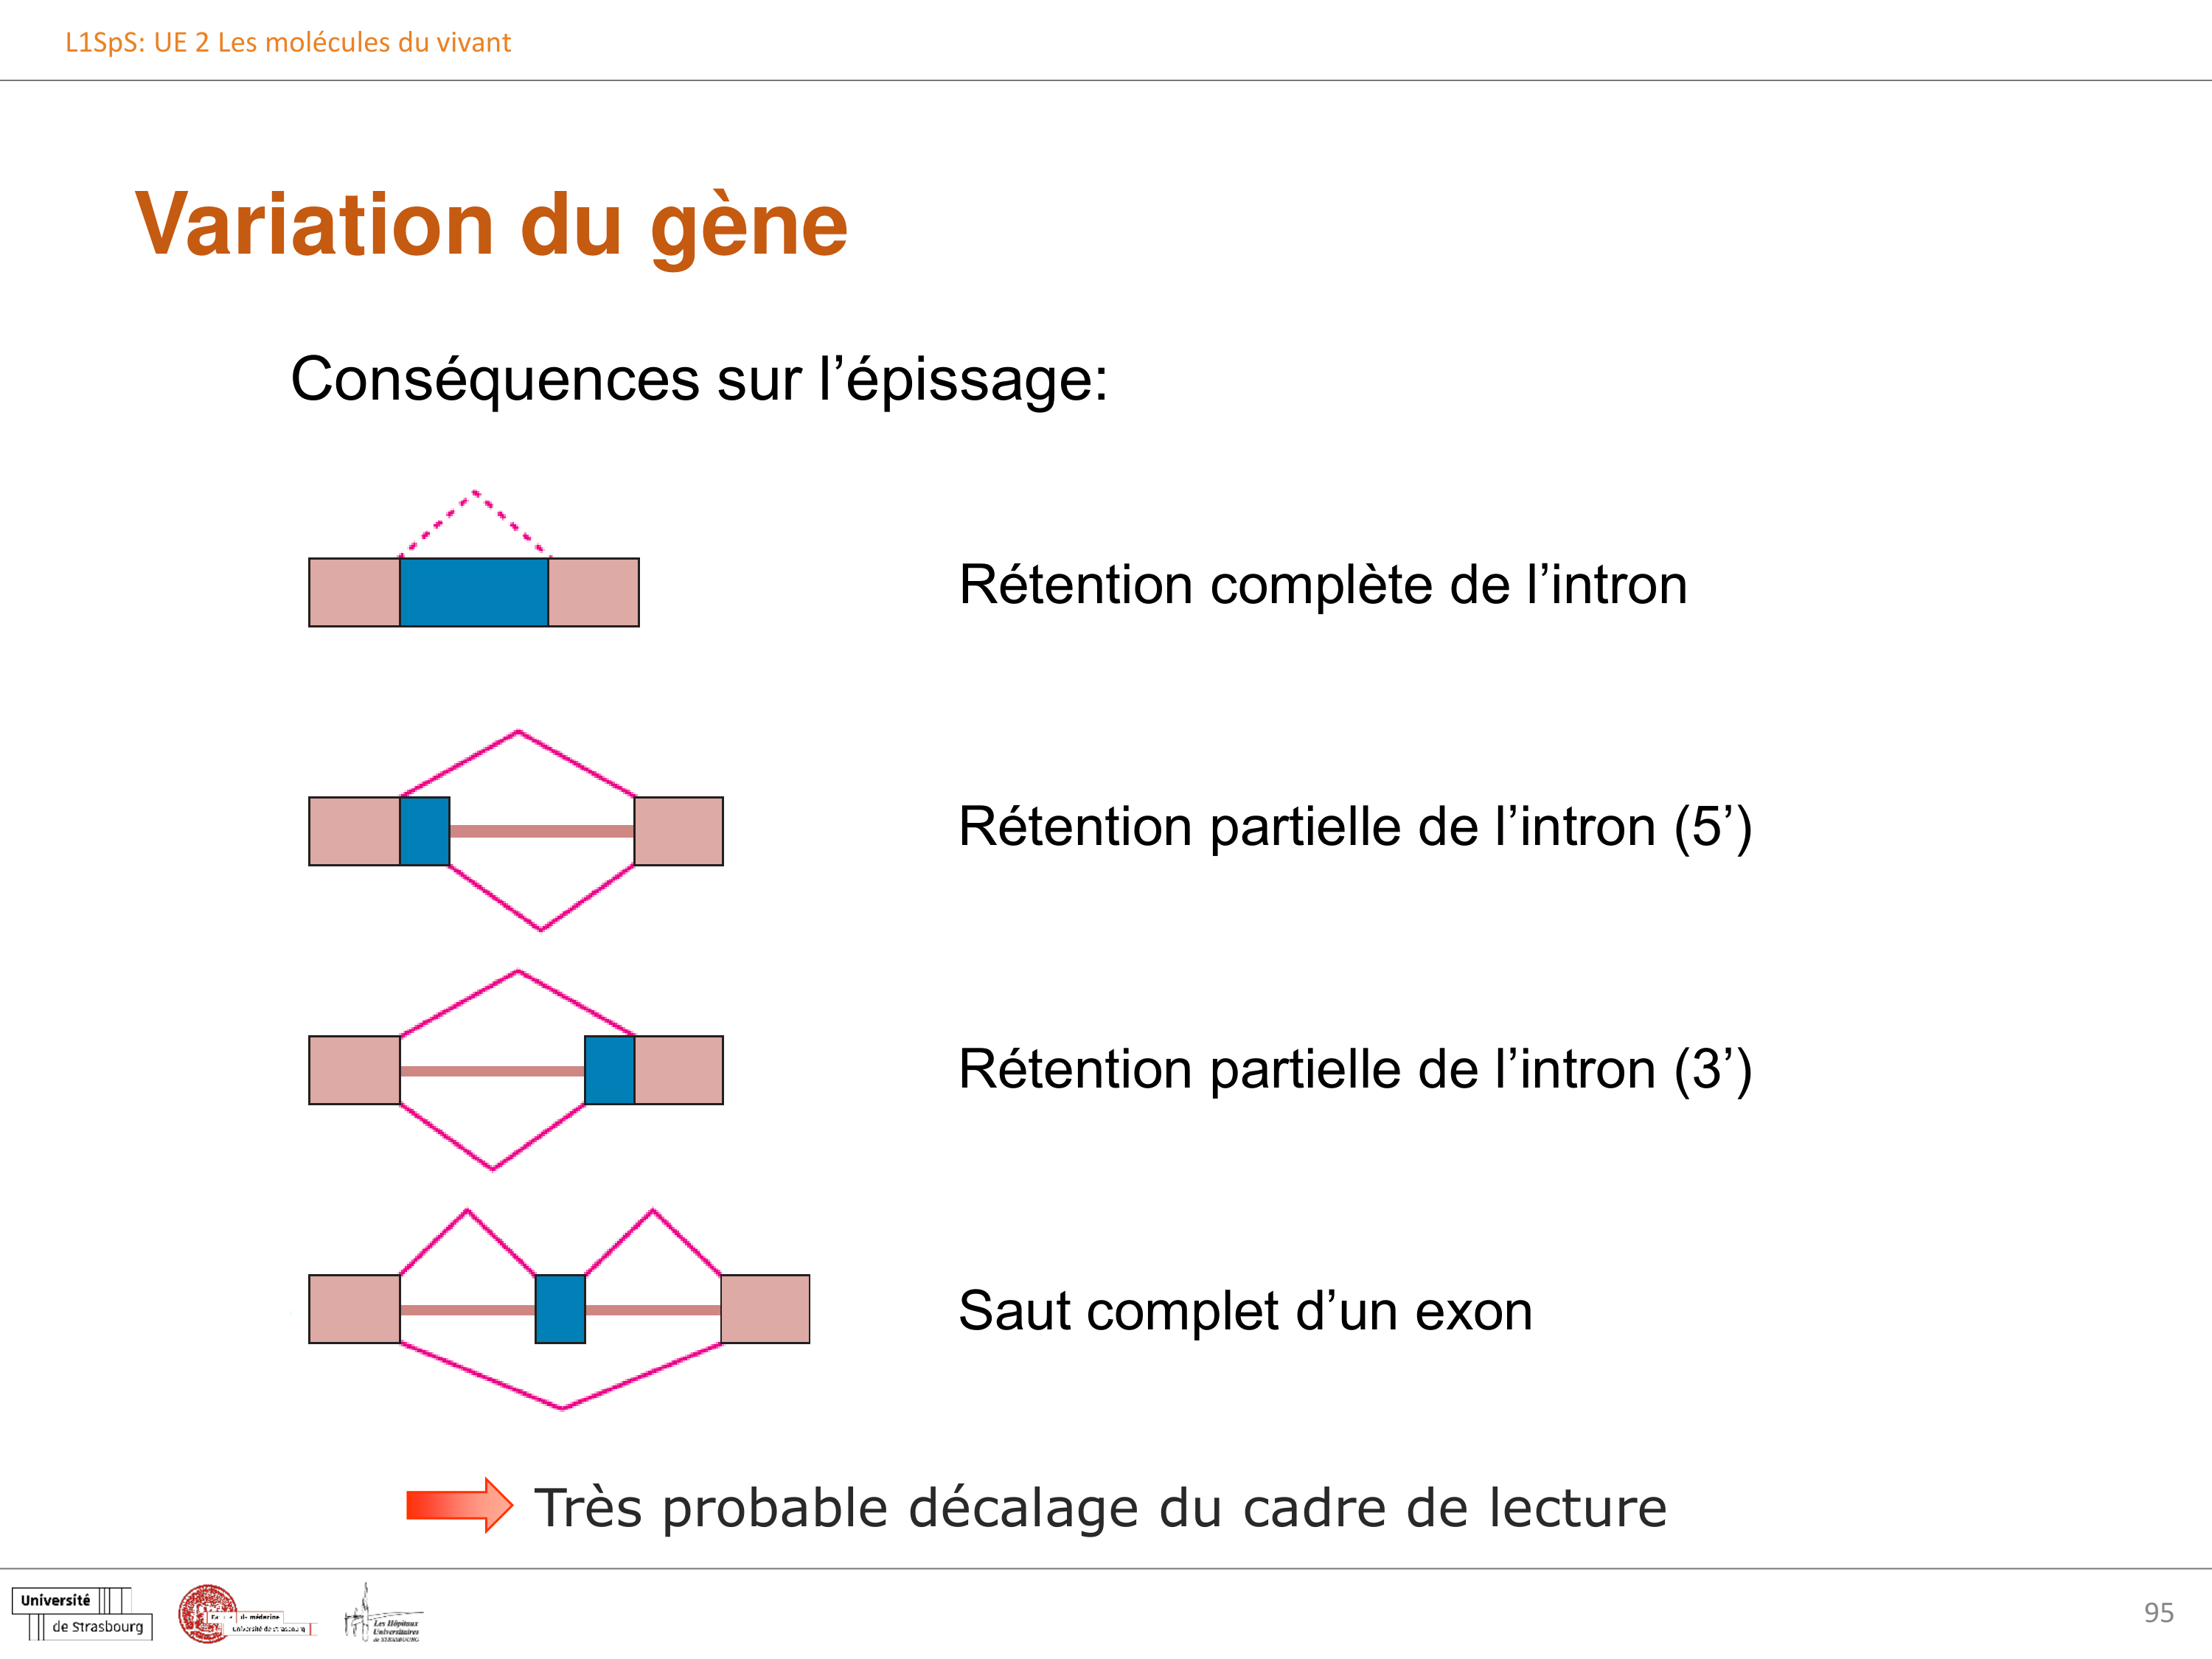 L1SpS: UE 2 Les molécules du vivant
Variation du gène
Conséquences sur l’épissage:
Rétention complète de l’intron
Rétention partielle de l’intron (5’)
Rétention partielle de l’intron (3’)
Saut complet d’un exon
Très probable décalage du cadre de lecture
Université
de Strasbourg
de médecine
Université de Strasbourg
Les Hôpitaux
Universitaires
de STRASBOURG
95